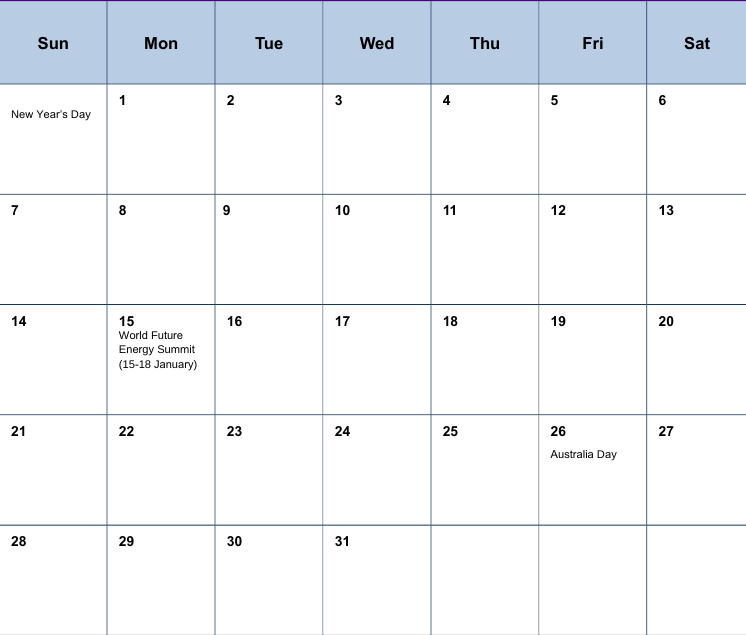 Sun Mon Tue Wed Thu Fri Sat
1 2 3 4 5 6
New Year's Day
7 8 9 10 11 12 13
14 15 16 17 18 19 20
World Future
Energy Summit
(15-18 January)
21 22 23 24 25 26 27
Australia Day
28 29 30 31